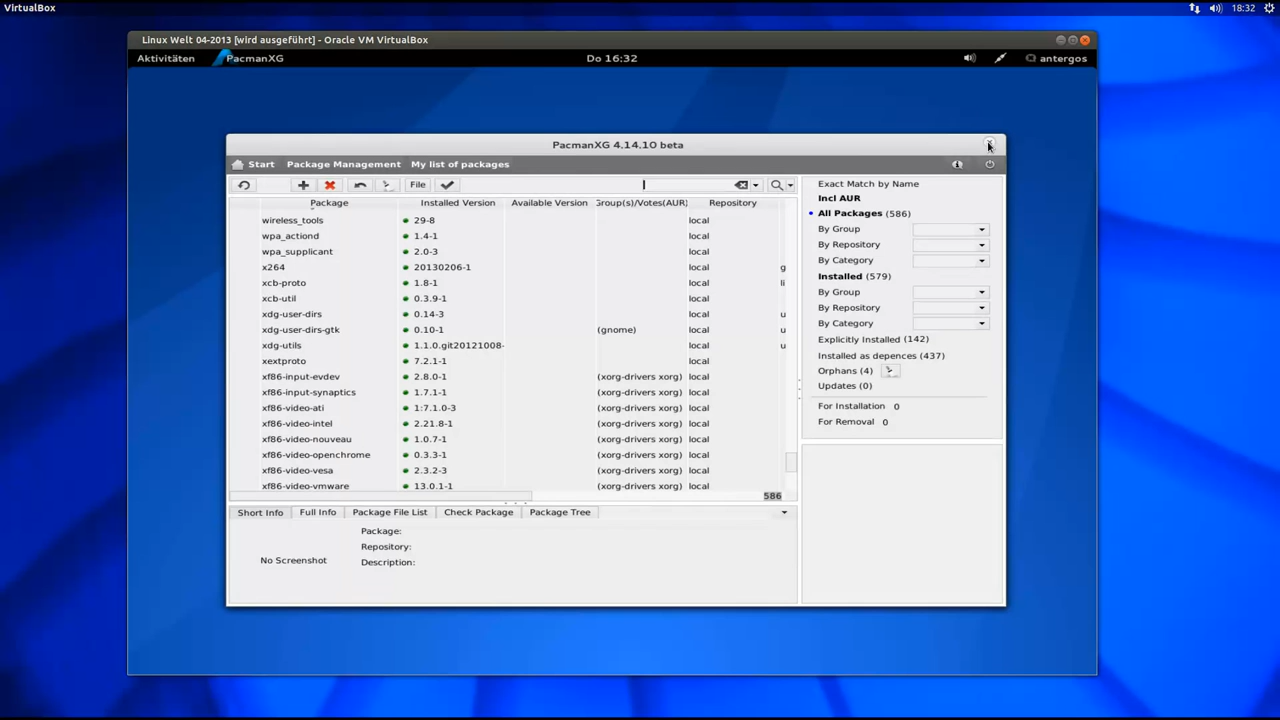 VirtualBox 18:32
Linux Welt 04-2013 [wird ausgeführt] - Oracle VM VirtualBox
Aktivitäten PacmanXG Do 16:32 antergos
PacmanXG 4.14.10 beta
Start Package Management My list of packages
File
Package Installed Version Available Version Group(s)/Votes(AUR) Repository
wireless_tools 29-8 local
wpa_actiond 1.4-1 local
wpa_supplicant 2.0-3 local
x264 20130206-1 local g
xcb-proto 1.8-1 local li
xcb-util 0.3.9-1 local
xdg-user-dirs 0.14-3 local u
xdg-user-dirs-gtk 0.10-1 (gnome) local u
xdg-utils 1.1.0.git20121008- local u
xextproto 7.2.1-1 local
xf86-input-evdev 2.8.0-1 (xorg-drivers xorg) local
xf86-input-synaptics 1.7.1-1 (xorg-drivers xorg) local
xf86-video-ati 1:7.1.0-3 (xorg-drivers xorg) local
xf86-video-intel 2.21.8-1 (xorg-drivers xorg) local
xf86-video-nouveau 1.0.7-1 (xorg-drivers xorg) local
xf86-video-openchrome 0.3.3-1 (xorg-drivers xorg) local
xf86-video-vesa 2.3.2-3 (xorg-drivers xorg) local
xf86-video-vmware 13.0.1-1 (xorg-drivers xorg) local
586
Short Info Full Info Package File List Check Package Package Tree
No Screenshot
Package:
Repository:
Description:
Exact Match by Name
Incl AUR
All Packages (586)
By Group
By Repository
By Category
Installed (579)
By Group
By Repository
By Category
Explicitly Installed (142)
Installed as depences (437)
Orphans (4)
Updates (0)
For Installation 0
For Removal 0